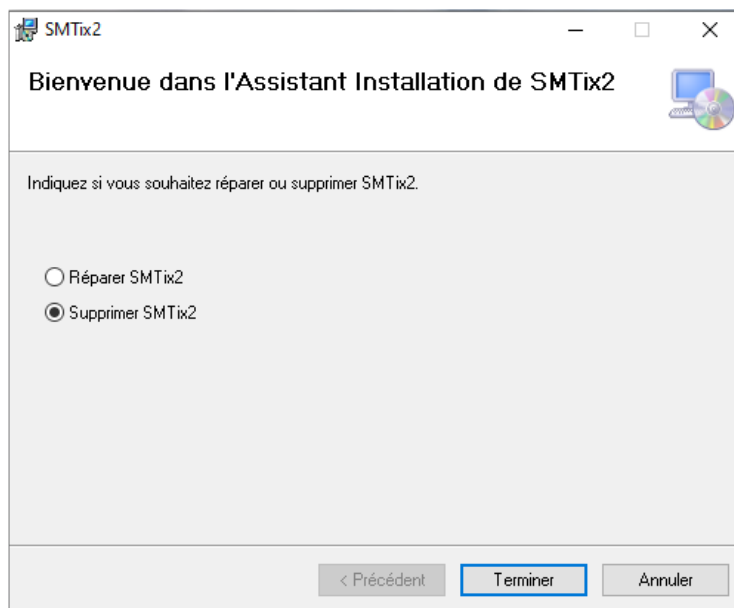 SMTix2
Bienvenue dans l'Assistant Installation de SMTix2
Indiquez si vous souhaitez réparer ou supprimer SMTix2.
Réparer SMTix2
Supprimer SMTix2
< Précédent
Terminer
Annuler